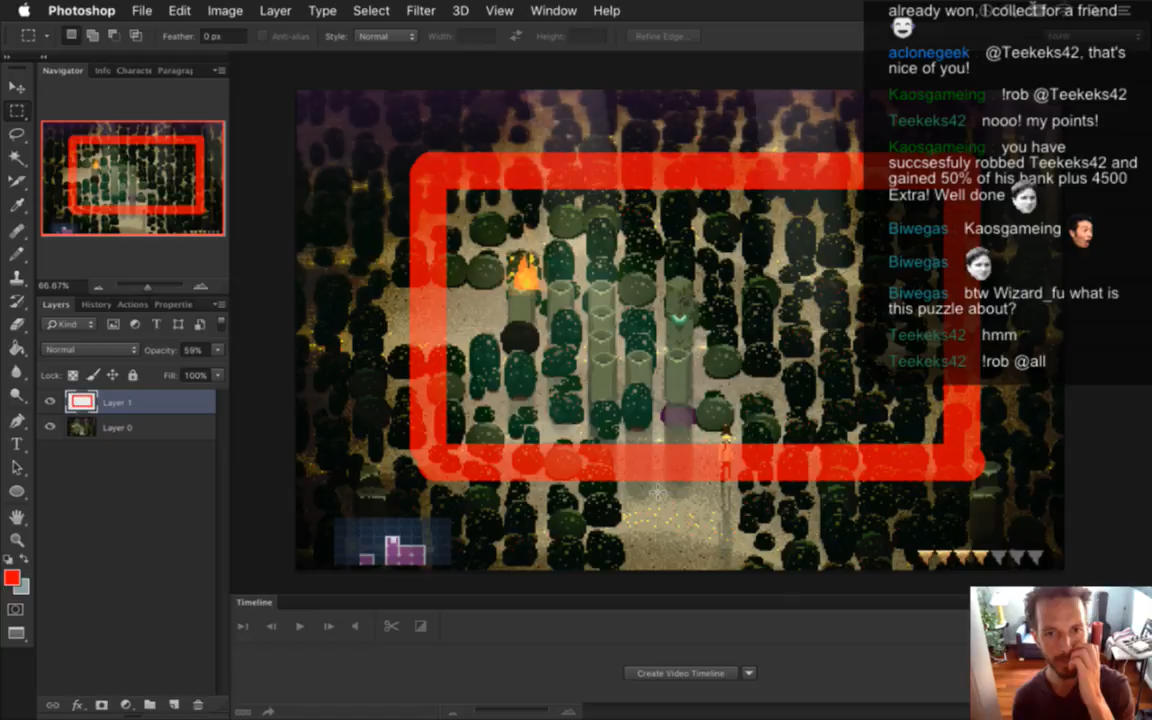 Photoshop File Edit Image Layer Type Select Filter 3D View Window Help
Feather: 0 px Anti-alias Style: Normal Width: Height: Refine Edge...
Navigator Info Characte Paragraj
66.67%
Layers History Actions Propertie
Kind
Normal Opacity: 59%
Lock: Fill: 100%
Layer 1
Layer 0
Timeline
Create Video Timeline
already won, I collect for a friend
aclonegeek @Teekeks42, that's
nice of you!
Kaosgameing !rob @Teekeks42
Teekeks42 nooo! my points!
Kaosgameing you have
succsesfuly robbed Teekeks42 and
gained 50% of his bank plus 4500
Extra! Well done
Biwegas Kaosgameing
Biwegas
Biwegas btw Wizard_fu what is
this puzzle about?
Teekeks42 hmm
Teekeks42 !rob @all